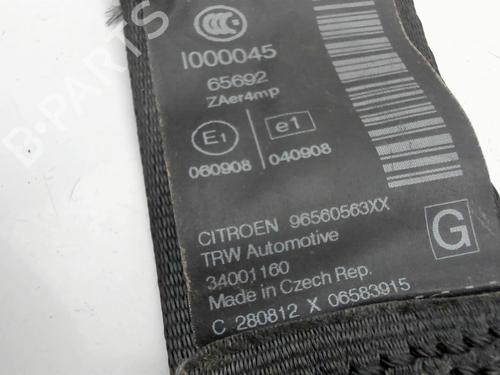 B-PARTS
I000045
65692
ZAer4mp
E1 e1
060908 040908
CITROEN 96560563XX
TRW Automotive
34001160
Made in Czech Rep.
G
C 280812 X 06583915